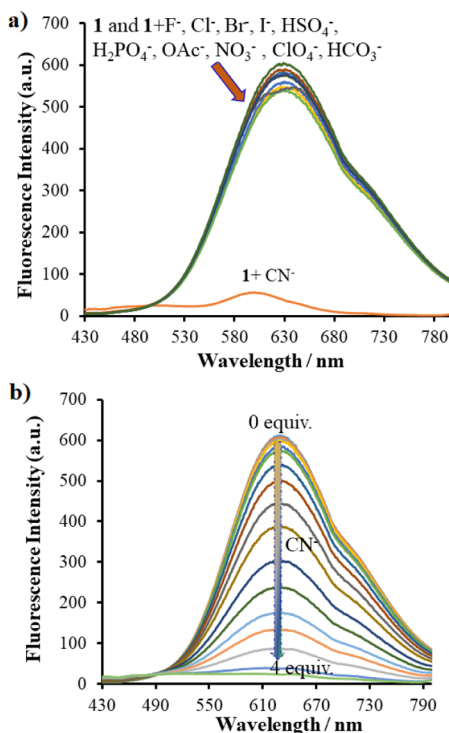 a)
1 and 1+F⁻, Cl⁻, Br⁻, I⁻, HSO₄⁻,
H₂PO₄⁻, OAc⁻, NO₃⁻ , ClO₄⁻, HCO₃⁻
Fluorescence Intensity (a.u.)
700
600
500
400
300
200
100
0
1+ CN⁻
430 480 530 580 630 680 730 780
Wavelength / nm
b)
Fluorescence Intensity (a.u.)
700
600
500
400
300
200
100
0
0 equiv.
CN⁻
4 equiv.
430 490 550 610 670 730 790
Wavelength / nm